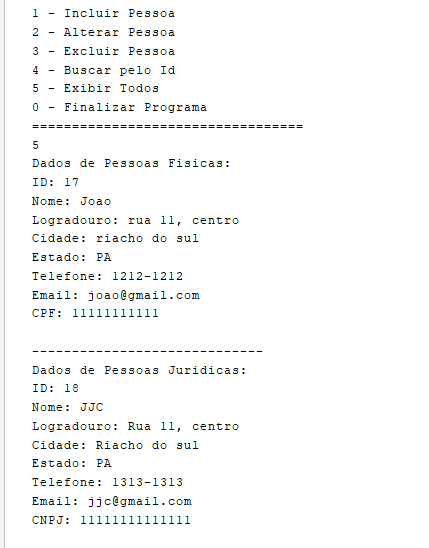 1 - Incluir Pessoa
2 - Alterar Pessoa
3 - Excluir Pessoa
4 - Buscar pelo Id
5 - Exibir Todos
0 - Finalizar Programa
==================================
5
Dados de Pessoas Fisicas:
ID: 17
Nome: Joao
Logradouro: rua 11, centro
Cidade: riacho do sul
Estado: PA
Telefone: 1212-1212
Email: joao@gmail.com
CPF: 11111111111
-----------------------------
Dados de Pessoas Juridicas:
ID: 18
Nome: JJC
Logradouro: Rua 11, centro
Cidade: Riacho do sul
Estado: PA
Telefone: 1313-1313
Email: jjc@gmail.com
CNPJ: 11111111111111